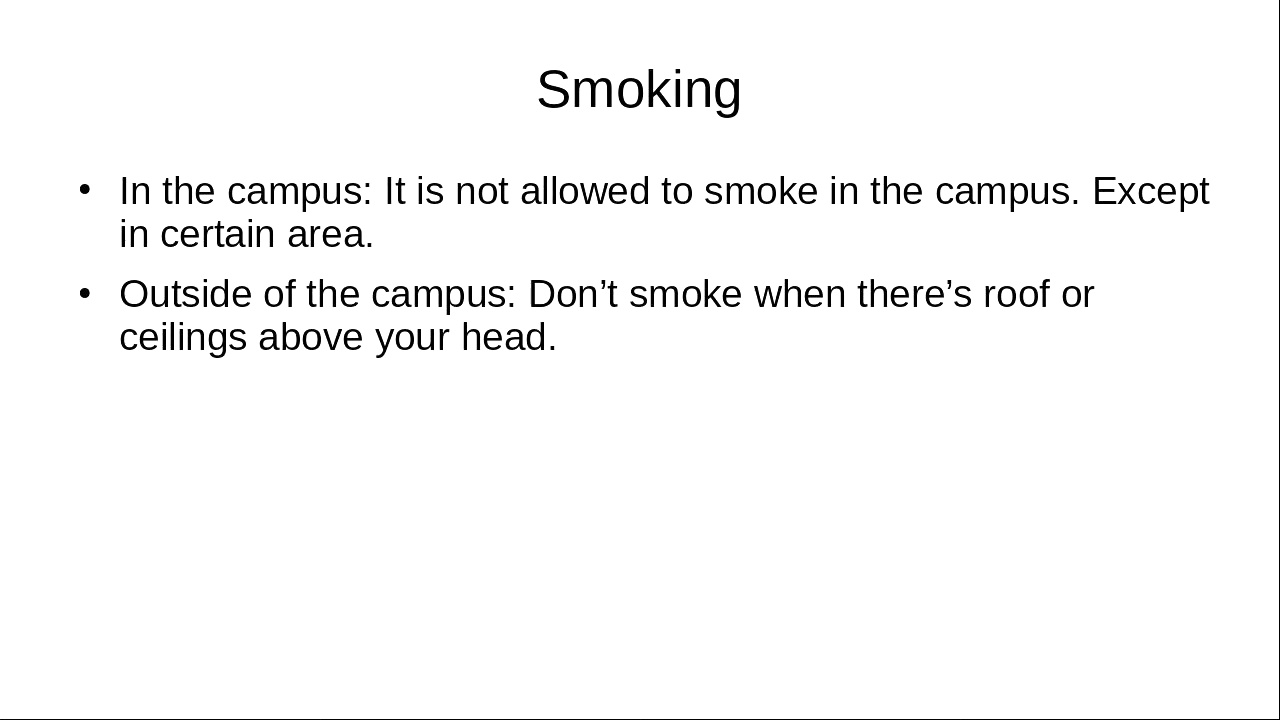 Smoking
• In the campus: It is not allowed to smoke in the campus. Except
in certain area.
• Outside of the campus: Don’t smoke when there’s roof or
ceilings above your head.